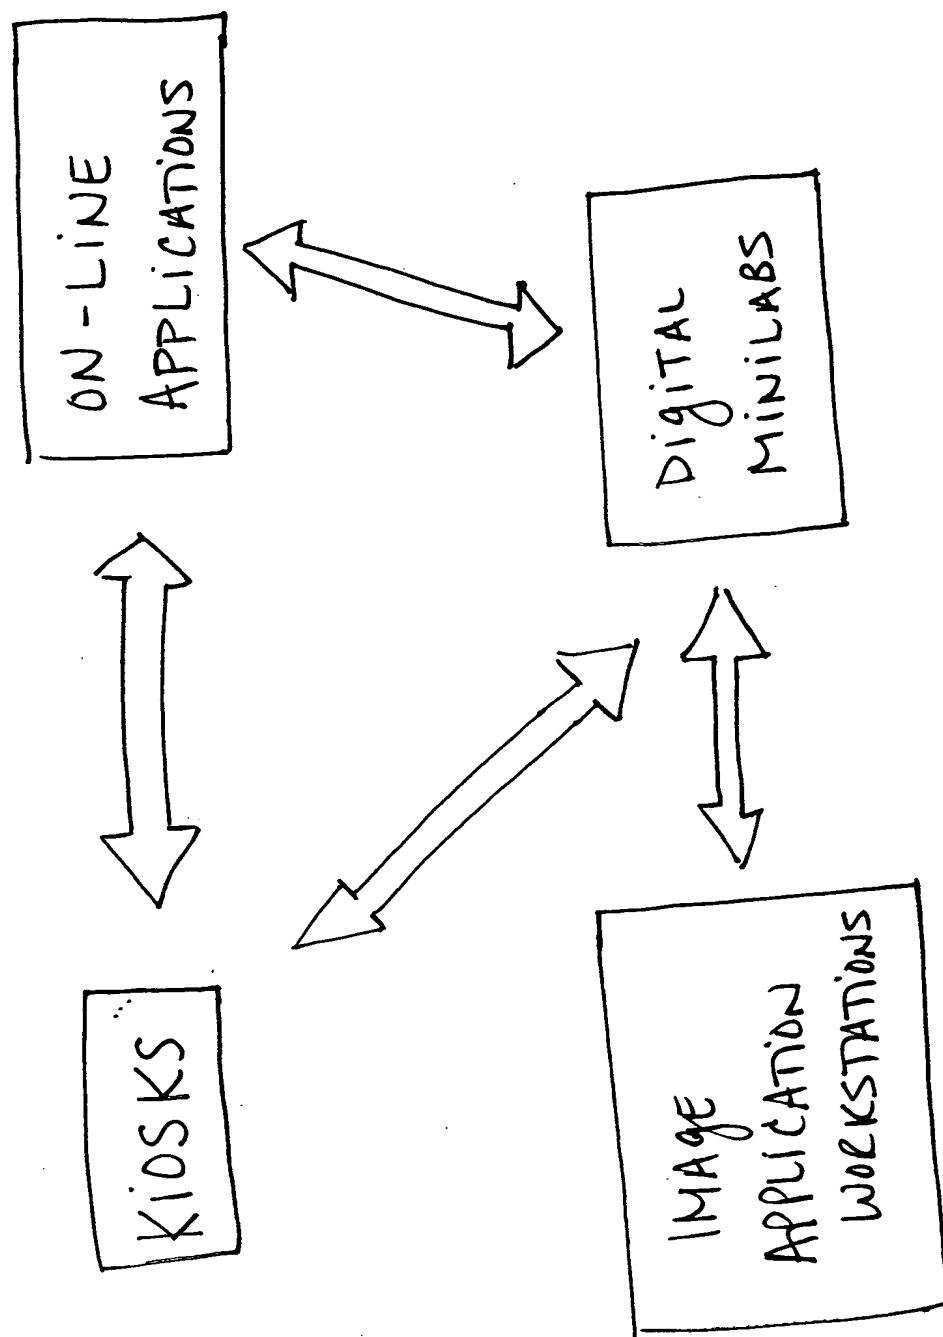 KiOSKS
ON-LiNE
APPLiCATiONS
IMAgE
APPLiCATiON
WORKSTATiONS
DigiTAL
MiNiLABS